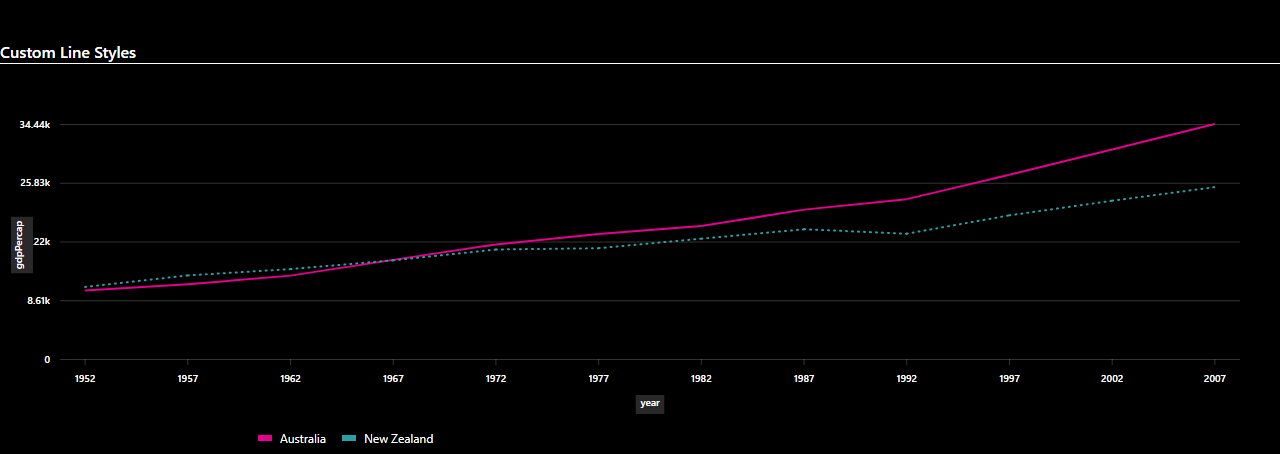 Custom Line Styles
34.44k
25.83k
22k
8.61k
0
gdpPercap
1952 1957 1962 1967 1972 1977 1982 1987 1992 1997 2002 2007
year
Australia New Zealand